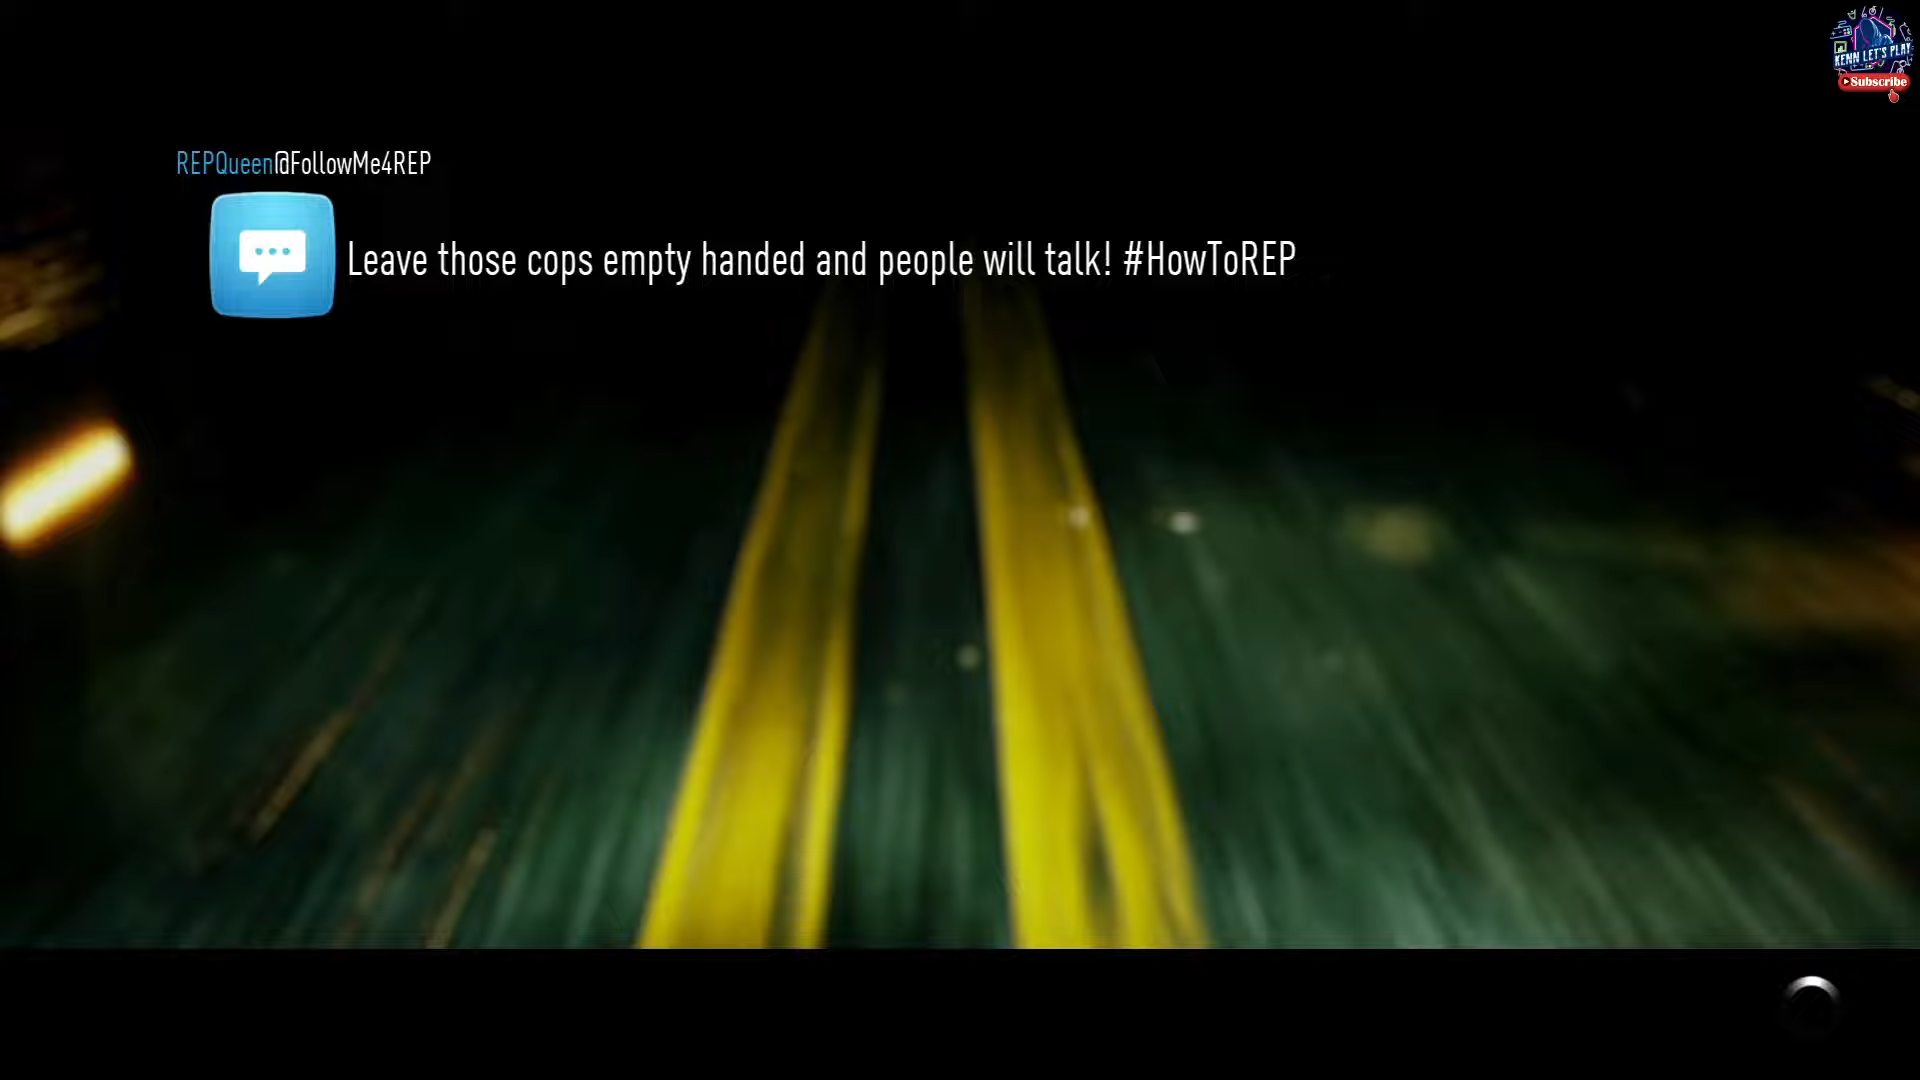 KENN LET'S PLAY
Subscribe
REPQueen@FollowMe4REP
Leave those cops empty handed and people will talk! #HowToREP